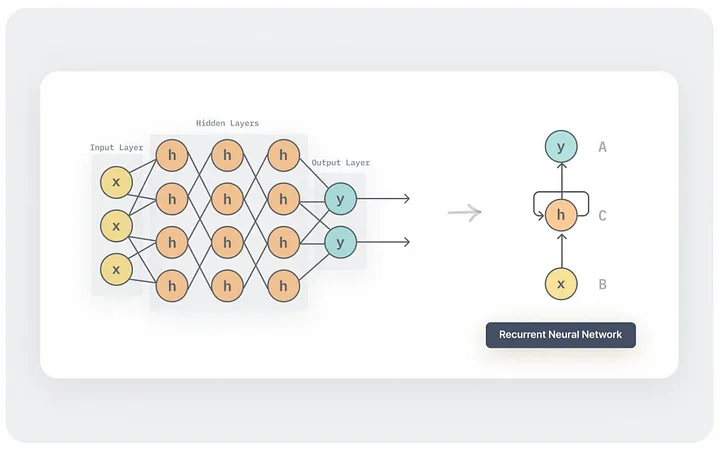 Hidden Layers
Input Layer
Output Layer
x
x
x
h h h
h h h
h h h
h h h
y
y
y A
h C
x B
Recurrent Neural Network